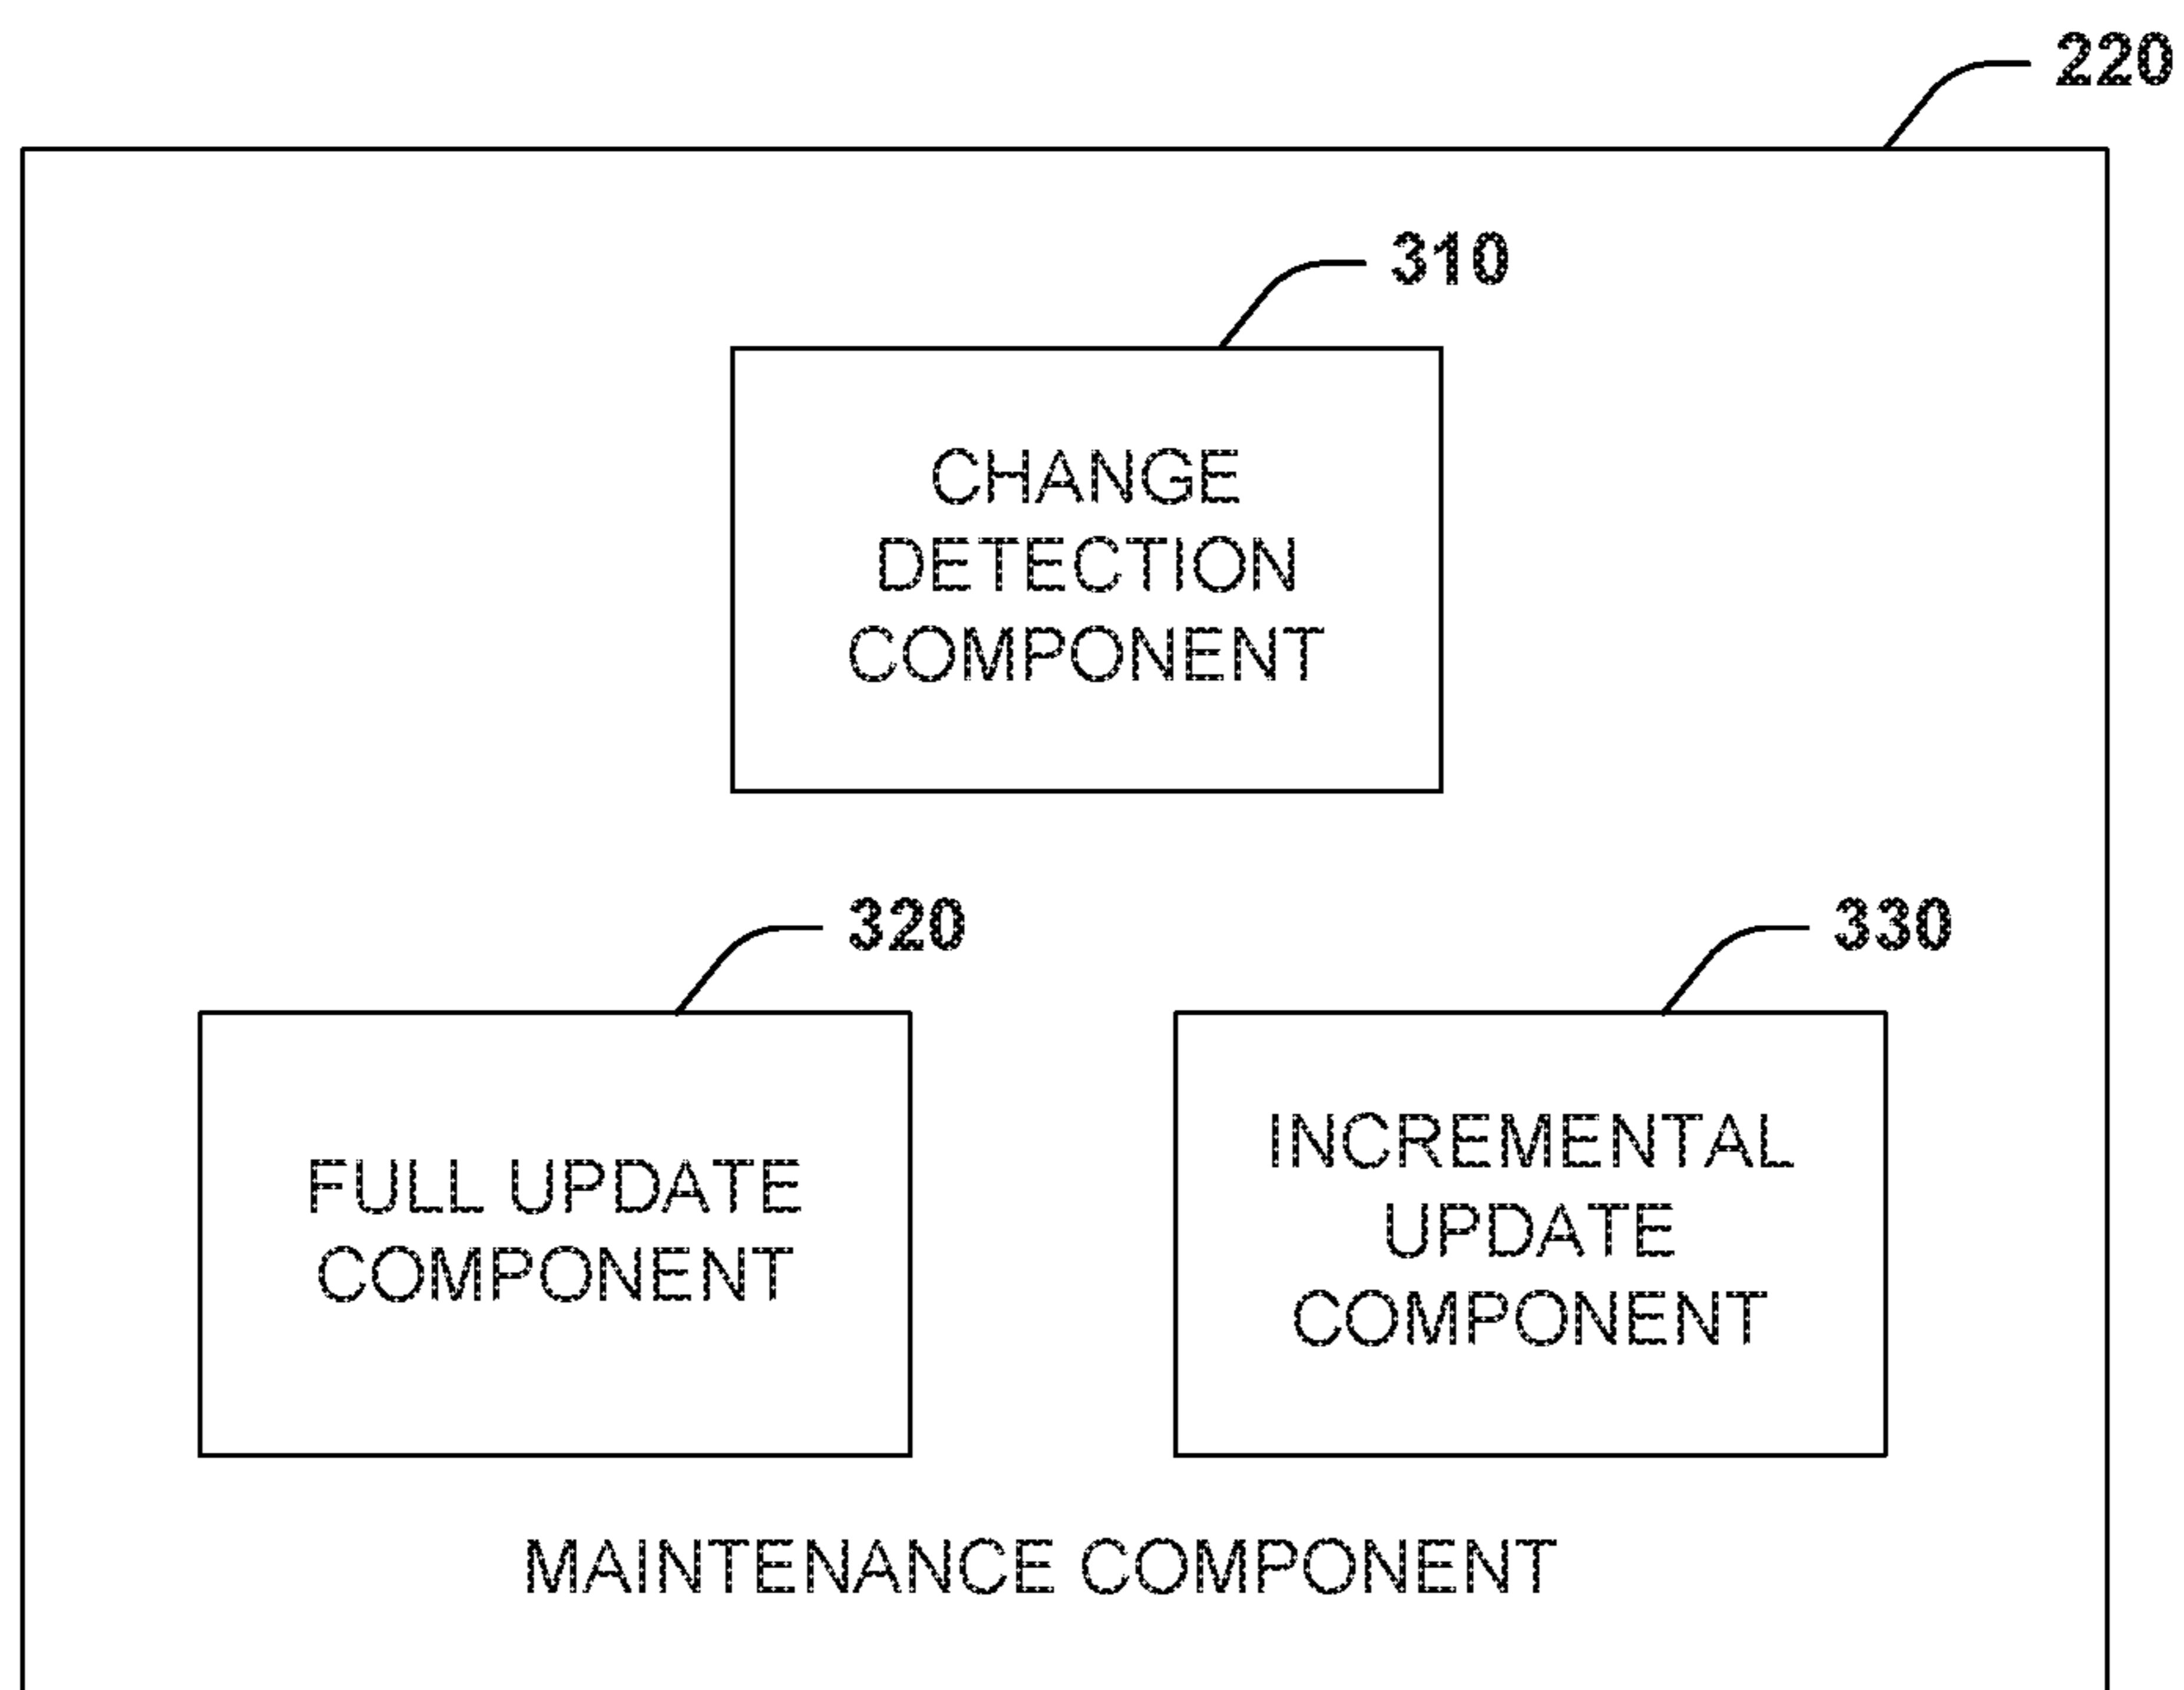 220
310
CHANGE
DETECTION
COMPONENT
320
330
FULL UPDATE
COMPONENT
INCREMENTAL
UPDATE
COMPONENT
MAINTENANCE COMPONENT